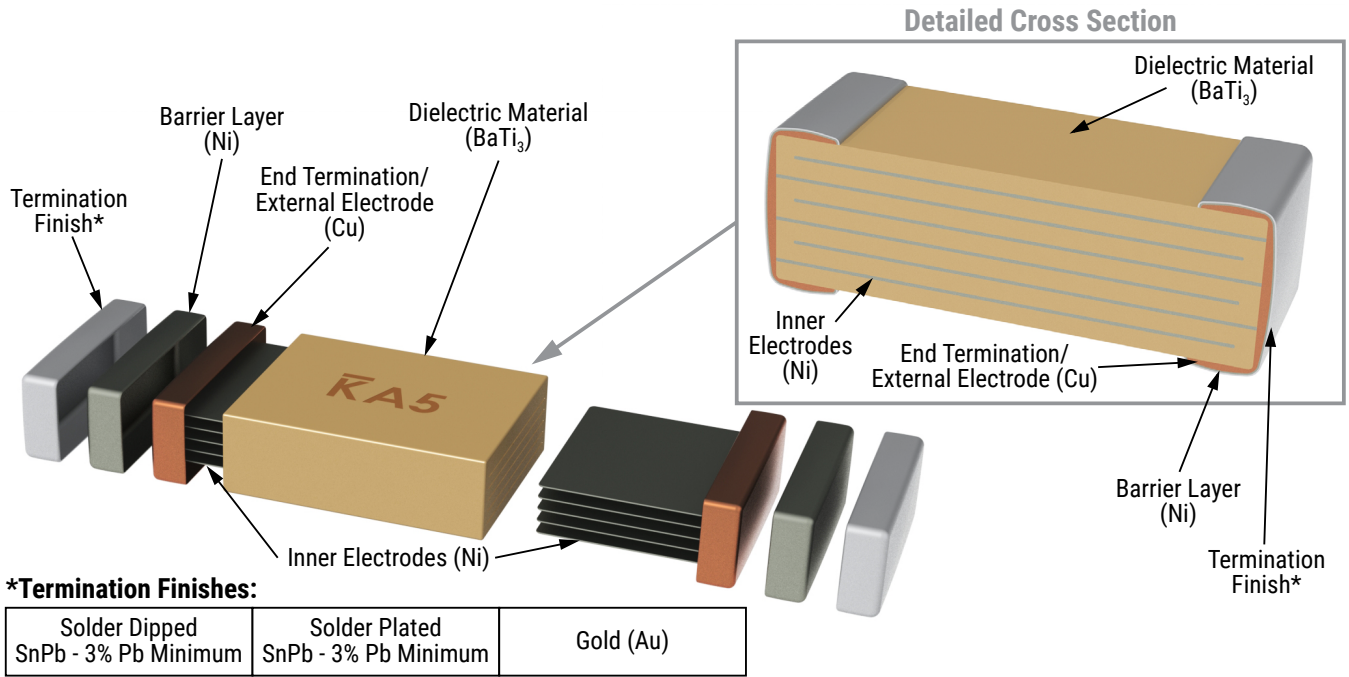 Detailed Cross Section
Dielectric Material
(BaTi₃)
Inner
Electrodes
(Ni)
End Termination/
External Electrode (Cu)
Barrier Layer
(Ni)
Termination
Finish*
Barrier Layer
(Ni)
Dielectric Material
(BaTi₃)
End Termination/
External Electrode
(Cu)
Termination
Finish*
K̅A5
Inner Electrodes (Ni)
*Termination Finishes:
Solder Dipped
SnPb - 3% Pb Minimum
Solder Plated
SnPb - 3% Pb Minimum
Gold (Au)